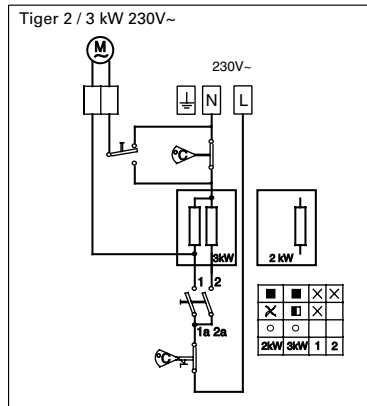 Tiger 2 / 3 kW 230V~
M
230V~
N L
°C
3kW
2 kW
1 2
1a 2a
°C
2kW 3kW 1 2